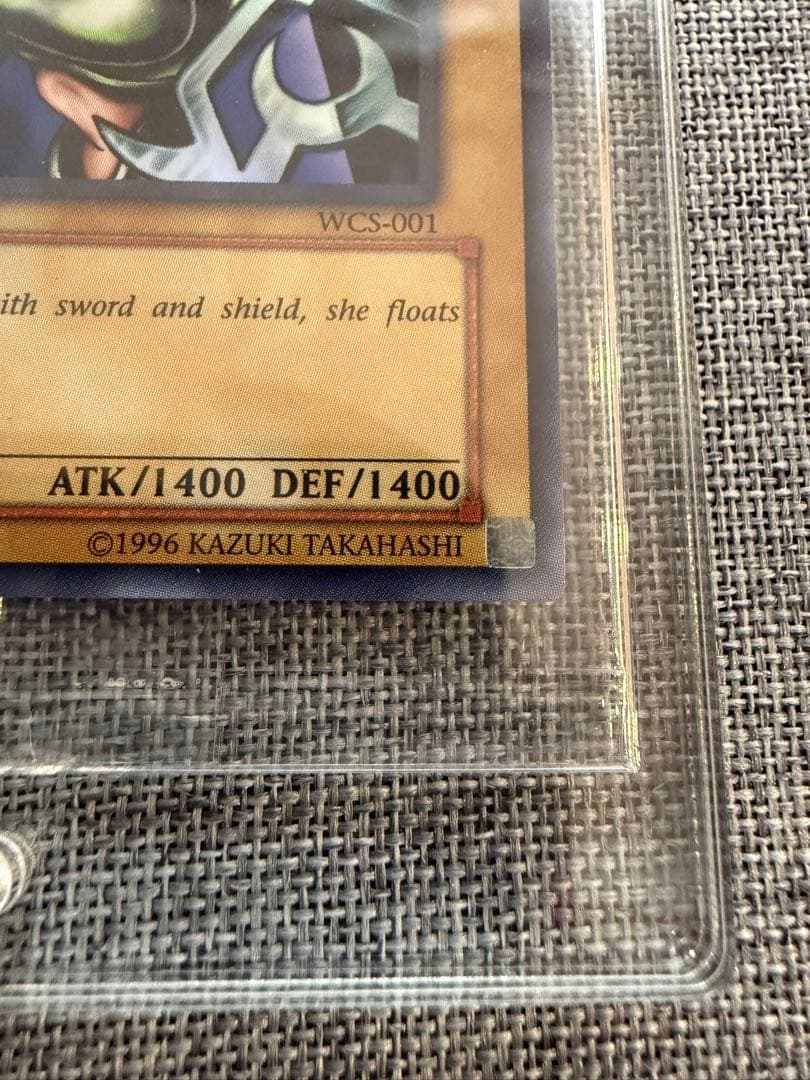 WCS-001
ith sword and shield, she floats
ATK/1400 DEF/1400
©1996 KAZUKI TAKAHASHI